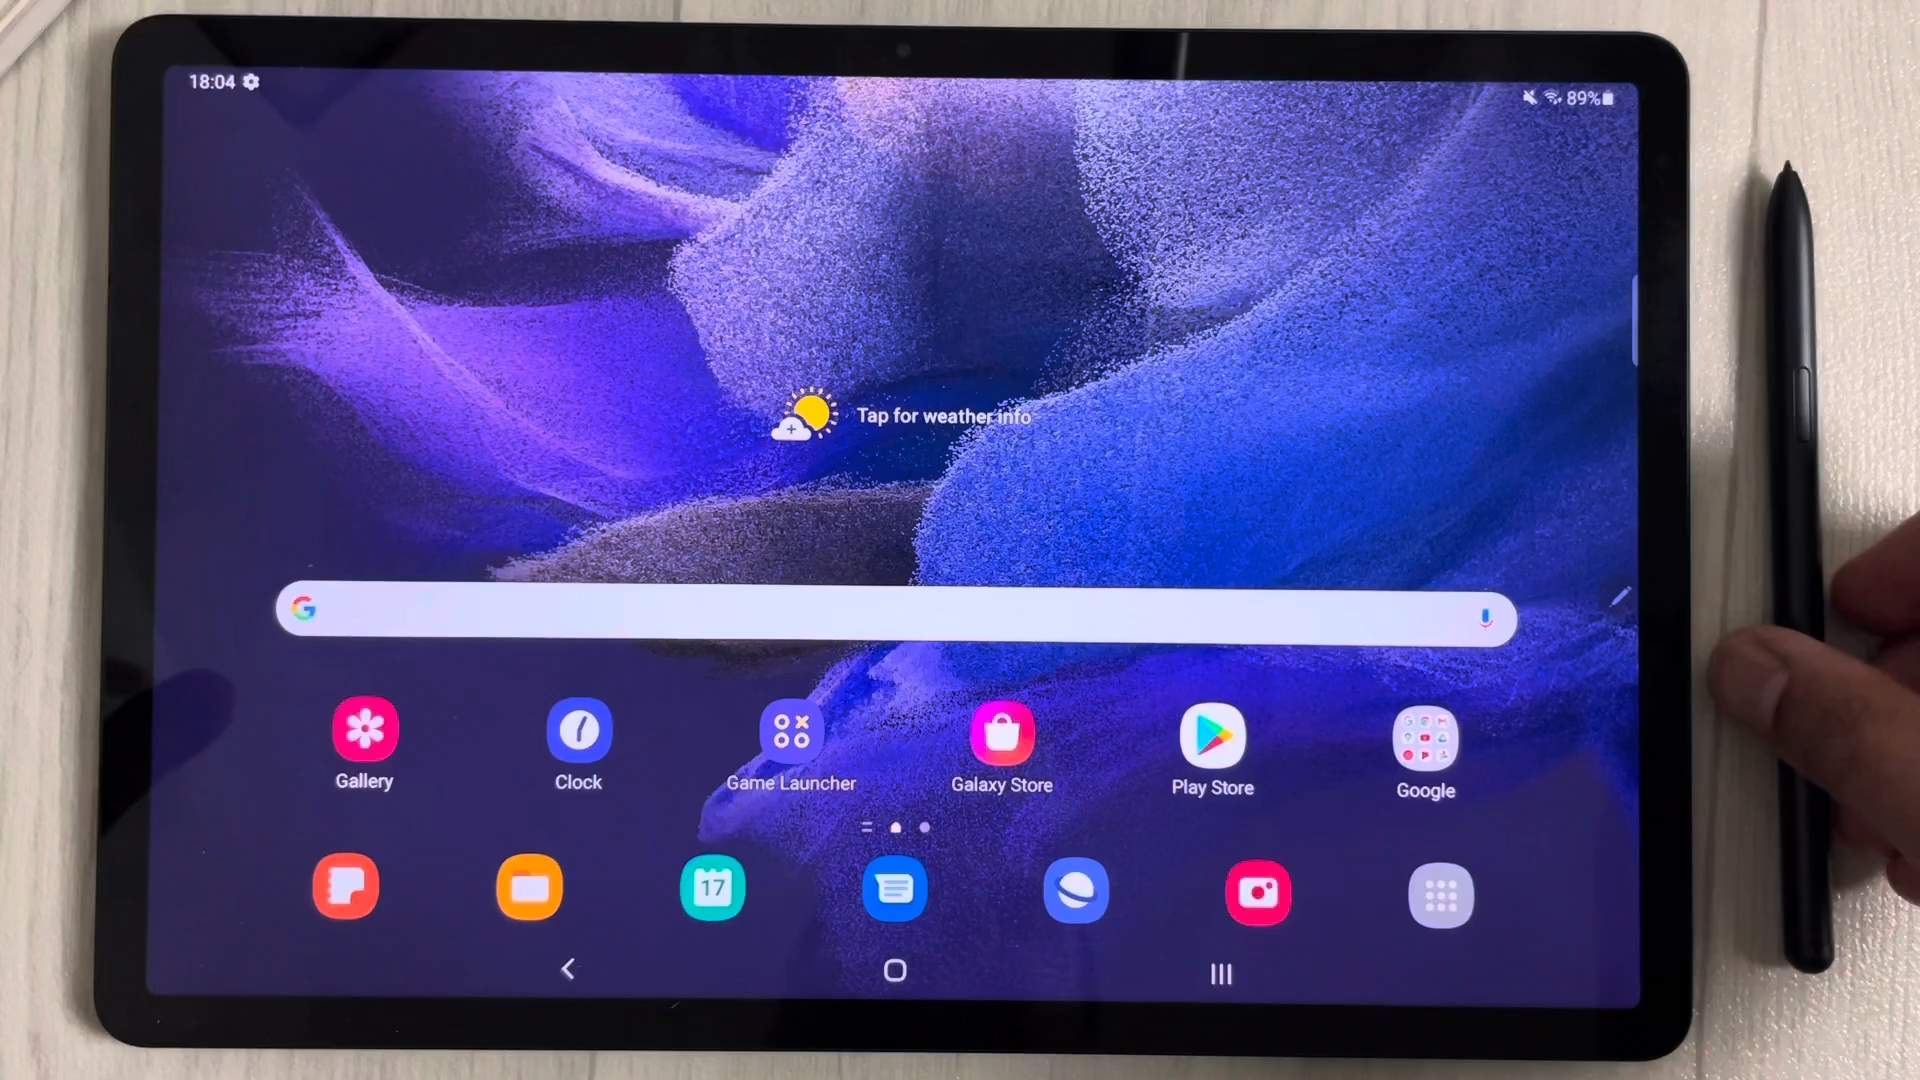 18:04
89%
Tap for weather info
G
Gallery
Clock
Game Launcher
Galaxy Store
Play Store
Google
17